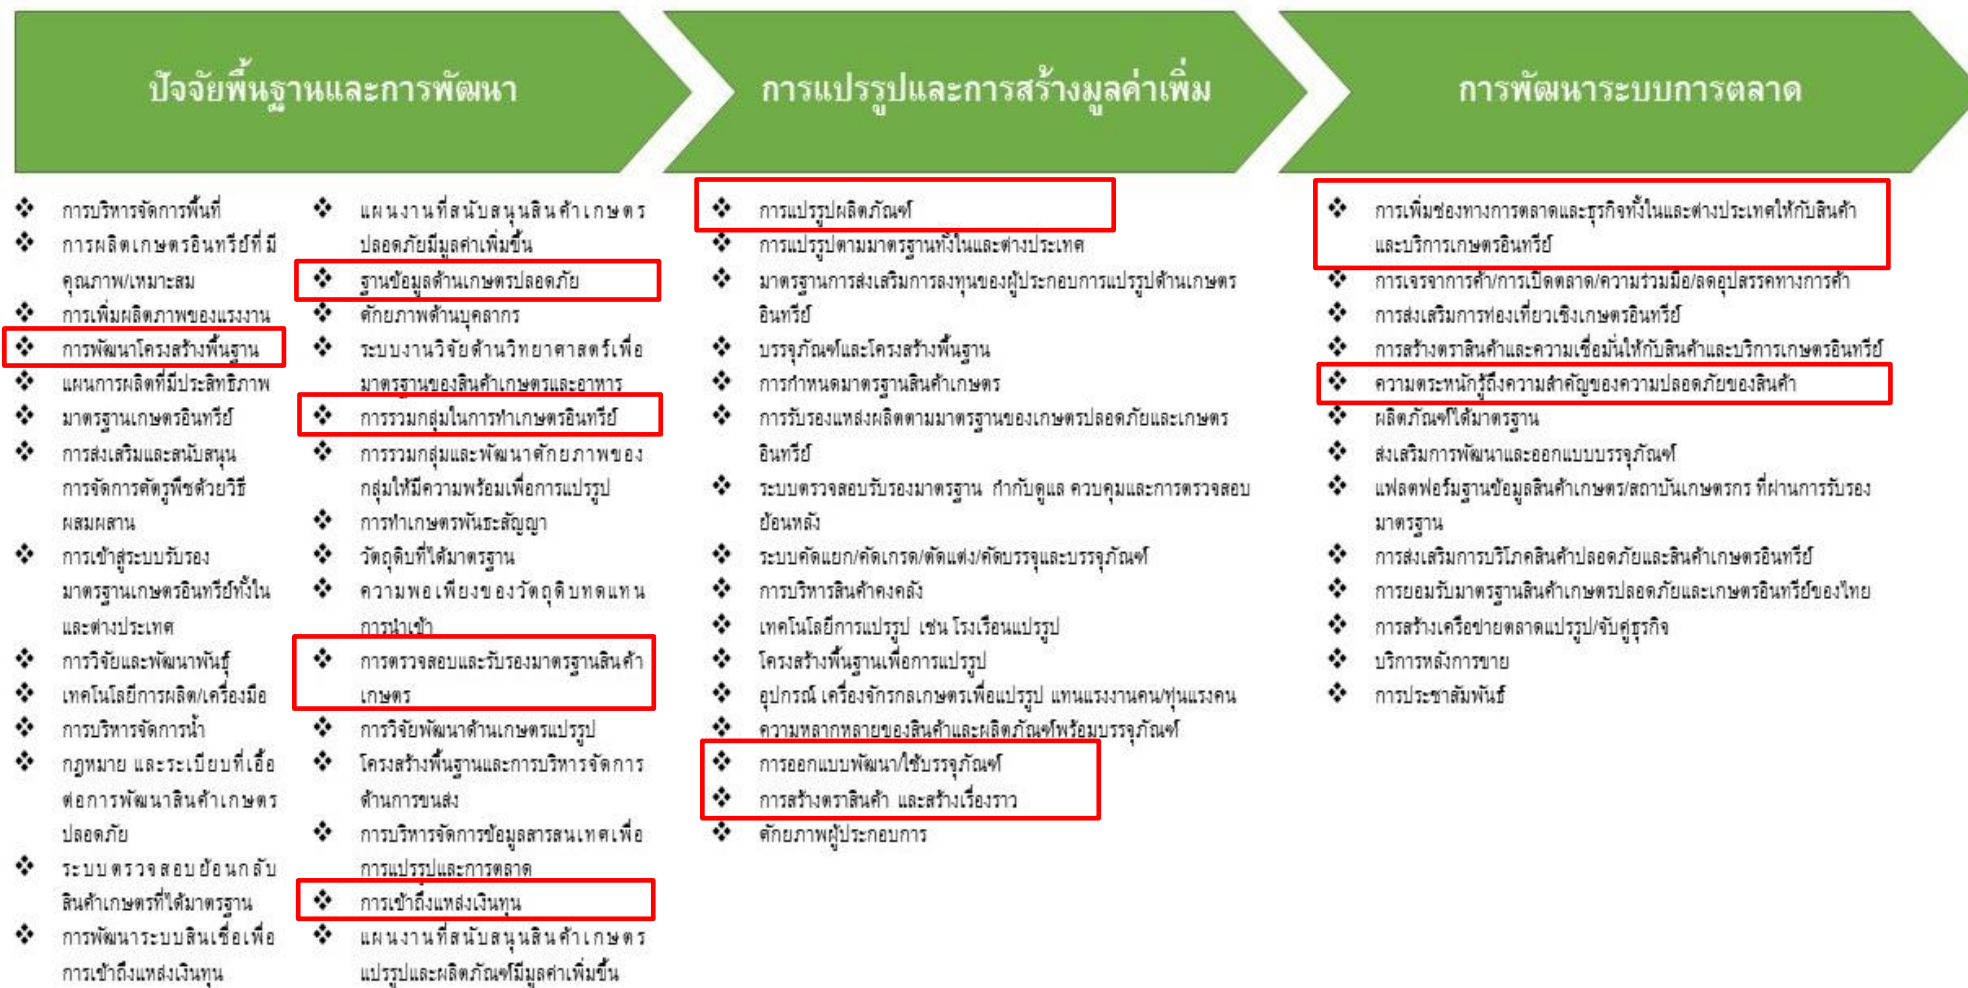 ปัจจัยพื้นฐานและการพัฒนา
การแปรรูปและการสร้างมูลค่าเพิ่ม
การพัฒนาระบบการตลาด
❖ การบริหารจัดการพื้นที่
❖ การผลิตเกษตรอินทรีย์ที่มี
คุณภาพ/เหมาะสม
❖ การเพิ่มผลิตภาพของแรงงาน
❖ การพัฒนาโครงสร้างพื้นฐาน
❖ แผนการผลิตที่มีประสิทธิภาพ
❖ มาตรฐานเกษตรอินทรีย์
❖ การส่งเสริมและสนับสนุน
การจัดการศัตรูพืชด้วยวิธี
ผสมผสาน
❖ การเข้าสู่ระบบรับรอง
มาตรฐานเกษตรอินทรีย์ทั้งใน
และต่างประเทศ
❖ การวิจัยและพัฒนาพันธุ์
❖ เทคโนโลยีการผลิต/เครื่องมือ
❖ การบริหารจัดการน้ำ
❖ กฎหมาย และระเบียบที่เอื้อ
ต่อการพัฒนาสินค้าเกษตร
ปลอดภัย
❖ ระบบตรวจสอบย้อนกลับ
สินค้าเกษตรที่ได้มาตรฐาน
❖ การพัฒนาระบบสินเชื่อเพื่อ
การเข้าถึงแหล่งเงินทุน
❖ แผนงานที่สนับสนุนสินค้าเกษตร
ปลอดภัยมีมูลค่าเพิ่มขึ้น
❖ ฐานข้อมูลด้านเกษตรปลอดภัย
❖ ศักยภาพด้านบุคลากร
❖ ระบบงานวิจัยด้านวิทยาศาสตร์เพื่อ
มาตรฐานของสินค้าเกษตรและอาหาร
❖ การรวมกลุ่มในการทำเกษตรอินทรีย์
❖ การรวมกลุ่มและพัฒนาศักยภาพของ
กลุ่มให้มีความพร้อมเพื่อการแปรรูป
❖ การทำเกษตรพันธะสัญญา
❖ วัตถุดิบที่ได้มาตรฐาน
❖ ความพอเพียงของวัตถุดิบทดแทน
การนำเข้า
❖ การตรวจสอบและรับรองมาตรฐานสินค้า
เกษตร
❖ การวิจัยพัฒนาด้านเกษตรแปรรูป
❖ โครงสร้างพื้นฐานและการบริหารจัดการ
ด้านการขนส่ง
❖ การบริหารจัดการข้อมูลสารสนเทศเพื่อ
การแปรรูปและการตลาด
❖ การเข้าถึงแหล่งเงินทุน
❖ แผนงานที่สนับสนุนสินค้าเกษตร
แปรรูปและผลิตภัณฑ์มีมูลค่าเพิ่มขึ้น
❖ การแปรรูปผลิตภัณฑ์
❖ การแปรรูปตามมาตรฐานทั้งในและต่างประเทศ
❖ มาตรฐานการส่งเสริมการลงทุนของผู้ประกอบการแปรรูปด้านเกษตร
อินทรีย์
❖ บรรจุภัณฑ์และโครงสร้างพื้นฐาน
❖ การกำหนดมาตรฐานสินค้าเกษตร
❖ การรับรองแหล่งผลิตตามมาตรฐานของเกษตรปลอดภัยและเกษตร
อินทรีย์
❖ ระบบตรวจสอบรับรองมาตรฐาน กำกับดูแล ควบคุมและการตรวจสอบ
ย้อนหลัง
❖ ระบบคัดแยก/คัดเกรด/ตัดแต่ง/คัดบรรจุและบรรจุภัณฑ์
❖ การบริหารสินค้าคงคลัง
❖ เทคโนโลยีการแปรรูป เช่น โรงเรือนแปรรูป
❖ โครงสร้างพื้นฐานเพื่อการแปรรูป
❖ อุปกรณ์ เครื่องจักรกลเกษตรเพื่อแปรรูป แทนแรงงานคน/ทุ่นแรงคน
❖ ความหลากหลายของสินค้าและผลิตภัณฑ์พร้อมบรรจุภัณฑ์
❖ การออกแบบพัฒนา/ใช้บรรจุภัณฑ์
❖ การสร้างตราสินค้า และสร้างเรื่องราว
❖ ศักยภาพผู้ประกอบการ
❖ การเพิ่มช่องทางการตลาดและธุรกิจทั้งในและต่างประเทศให้กับสินค้า
และบริการเกษตรอินทรีย์
❖ การเจรจาการค้า/การเปิดตลาด/ความร่วมมือ/ลดอุปสรรคทางการค้า
❖ การส่งเสริมการท่องเที่ยวเชิงเกษตรอินทรีย์
❖ การสร้างตราสินค้าและความเชื่อมั่นให้กับสินค้าและบริการเกษตรอินทรีย์
❖ ความตระหนักรู้ถึงความสำคัญของความปลอดภัยของสินค้า
❖ ผลิตภัณฑ์ได้มาตรฐาน
❖ ส่งเสริมการพัฒนาและออกแบบบรรจุภัณฑ์
❖ แฟลตฟอร์มฐานข้อมูลสินค้าเกษตร/สถาบันเกษตรกร ที่ผ่านการรับรอง
มาตรฐาน
❖ การส่งเสริมการบริโภคสินค้าปลอดภัยและสินค้าเกษตรอินทรีย์
❖ การยอมรับมาตรฐานสินค้าเกษตรปลอดภัยและเกษตรอินทรีย์ของไทย
❖ การสร้างเครือข่ายตลาดแปรรูป/จับคู่ธุรกิจ
❖ บริการหลังการขาย
❖ การประชาสัมพันธ์